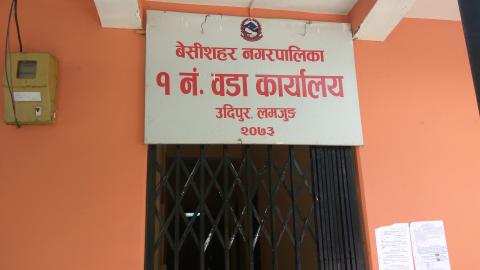 बेसीशहर नगरपालिका
१ नं. वडा कार्यालय
उदिपुर, लमजुङ
२०७३